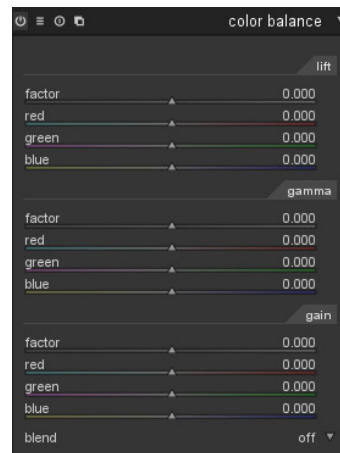 color balance
lift
factor 0.000
red 0.000
green 0.000
blue 0.000
gamma
factor 0.000
red 0.000
green 0.000
blue 0.000
gain
factor 0.000
red 0.000
green 0.000
blue 0.000
blend off